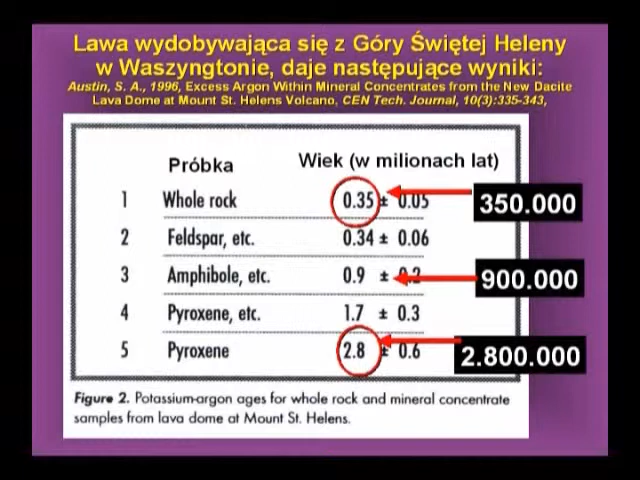 Lawa wydobywająca się z Góry Świętej Heleny
w Waszyngtonie, daje następujące wyniki:
Austin, S. A., 1996, Excess Argon Within Mineral Concentrates from the New Dacite
Lava Dome at Mount St. Helens Volcano, CEN Tech. Journal, 10(3):335-343,
Próbka Wiek (w milionach lat)
1 Whole rock 0.35 ± 0.05 350.000
2 Feldspar, etc. 0.34 ± 0.06
3 Amphibole, etc. 0.9 ± 0.2 900.000
4 Pyroxene, etc. 1.7 ± 0.3
5 Pyroxene 2.8 ± 0.6 2.800.000
Figure 2. Potassium-argon ages for whole rock and mineral concentrate
samples from lava dome at Mount St. Helens.